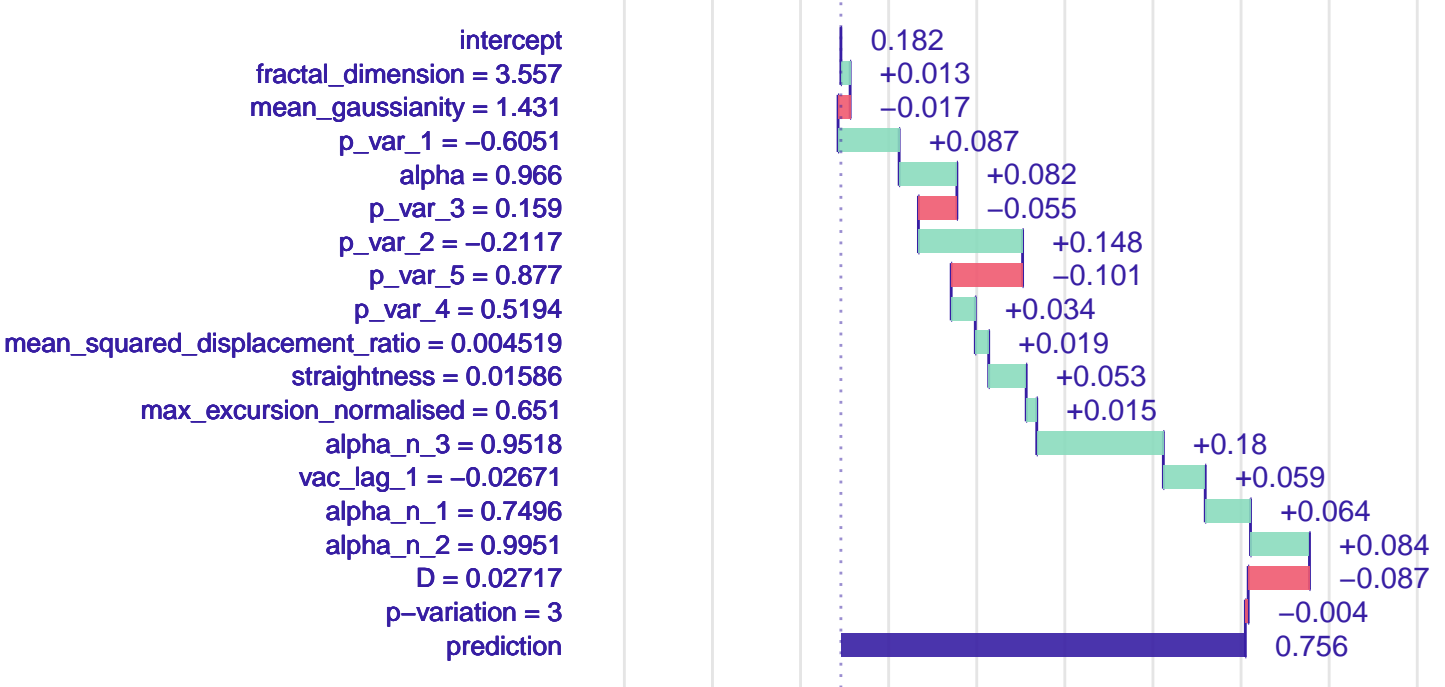 intercept 0.182
fractal_dimension = 3.557 +0.013
mean_gaussianity = 1.431 −0.017
p_var_1 = −0.6051 +0.087
alpha = 0.966 +0.082
p_var_3 = 0.159 −0.055
p_var_2 = −0.2117 +0.148
p_var_5 = 0.877 −0.101
p_var_4 = 0.5194 +0.034
mean_squared_displacement_ratio = 0.004519 +0.019
straightness = 0.01586 +0.053
max_excursion_normalised = 0.651 +0.015
alpha_n_3 = 0.9518 +0.18
vac_lag_1 = −0.02671 +0.059
alpha_n_1 = 0.7496 +0.064
alpha_n_2 = 0.9951 +0.084
D = 0.02717 −0.087
p−variation = 3 −0.004
prediction 0.756